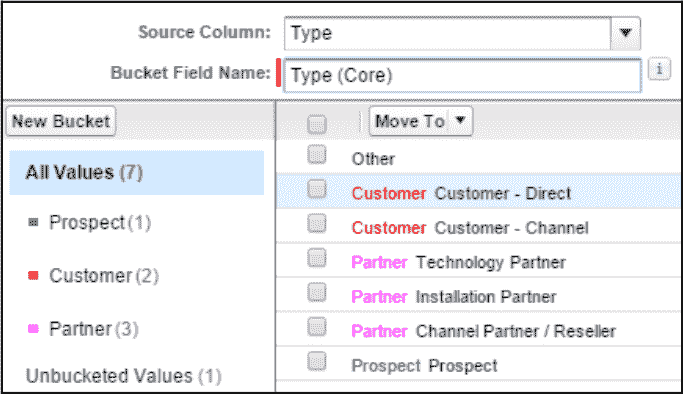 Source Column: Type
Bucket Field Name: Type (Core) i
New Bucket
Move To
All Values (7)
Prospect (1)
Customer (2)
Partner (3)
Unbucketed Values (1)
Other
Customer Customer - Direct
Customer Customer - Channel
Partner Technology Partner
Partner Installation Partner
Partner Channel Partner / Reseller
Prospect Prospect